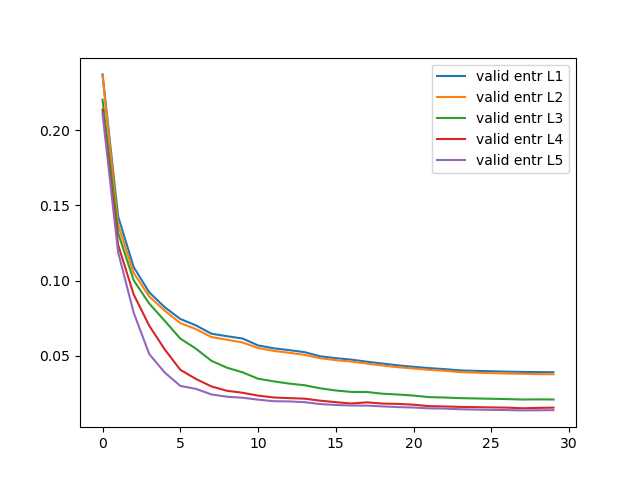 valid entr L1
valid entr L2
valid entr L3
valid entr L4
valid entr L5
0.20
0.15
0.10
0.05
0 5 10 15 20 25 30